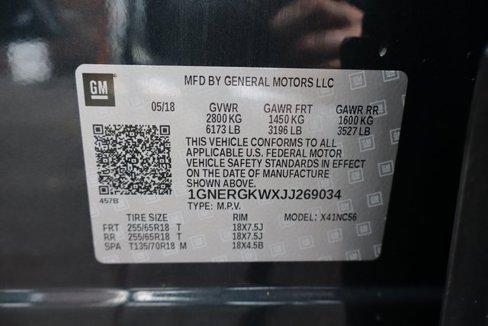 MFD BY GENERAL MOTORS LLC
GM
05/18 GVWR GAWR FRT GAWR RR
2800 KG 1450 KG 1600 KG
6173 LB 3196 LB 3527 LB
THIS VEHICLE CONFORMS TO ALL
APPLICABLE U.S. FEDERAL MOTOR
VEHICLE SAFETY STANDARDS IN EFFECT
ON THE DATE OF MANUFACTURE
SHOWN ABOVE.
1GNERGKWXJJ269034
457B TYPE: M.P.V. MODEL: X41NC56
TIRE SIZE RIM
FRT 255/65R18 T 18X7.5J
RR 255/65R18 T 18X7.5J
SPA T135/70R18 M 18X4.5B